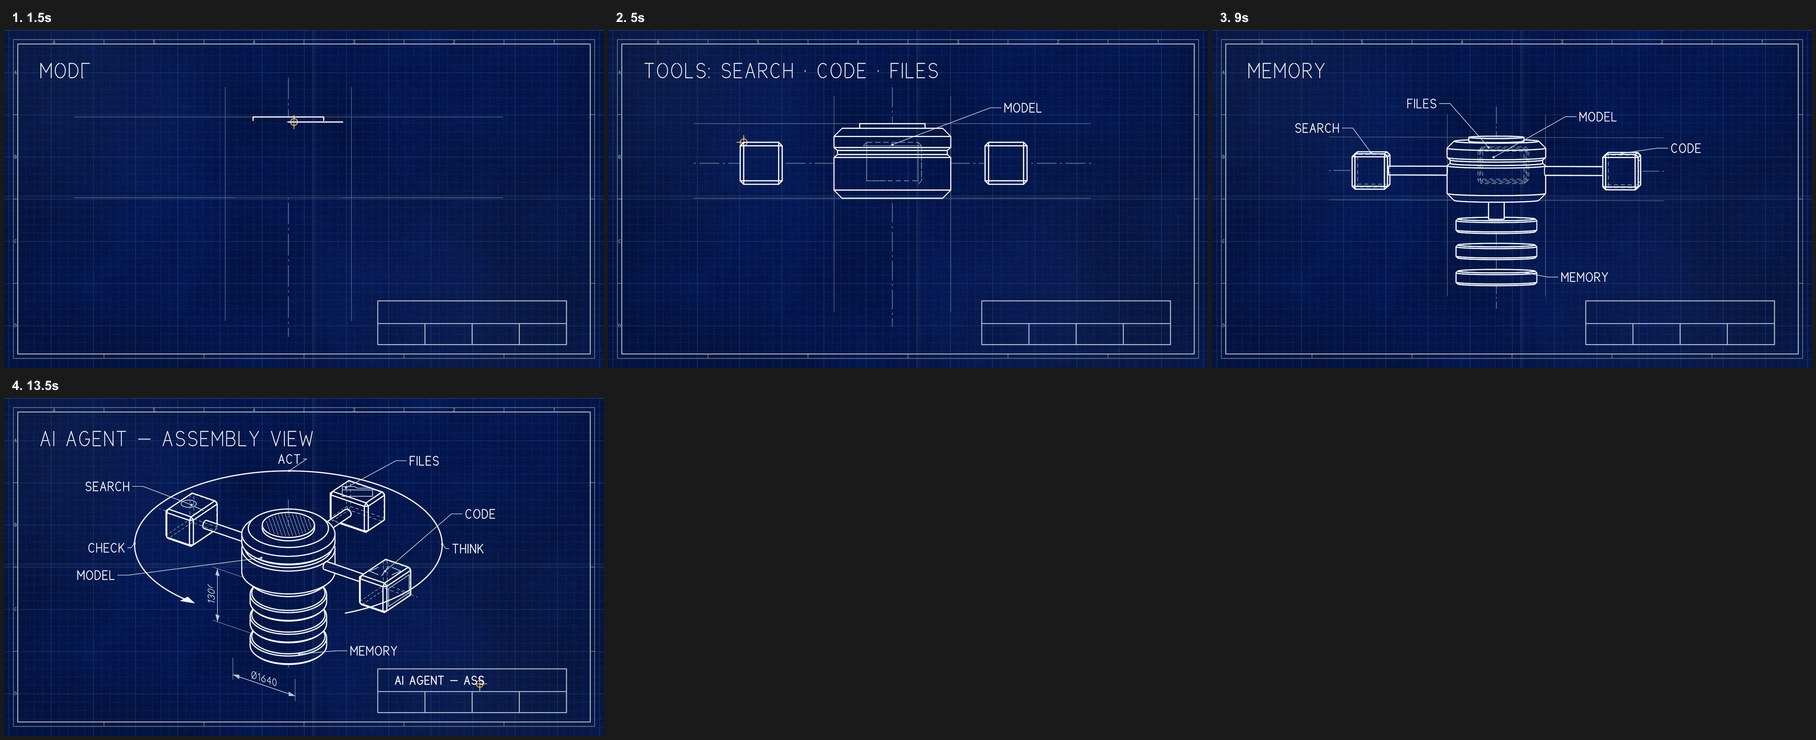 1. 1.5s
MOD
2. 5s
TOOLS: SEARCH · CODE · FILES
MODEL
3. 9s
MEMORY
FILES
MODEL
SEARCH
CODE
MEMORY
4. 13.5s
AI AGENT — ASSEMBLY VIEW
ACT
FILES
SEARCH
CODE
CHECK
THINK
MODEL
130
MEMORY
Ø1640
AI AGENT — ASS